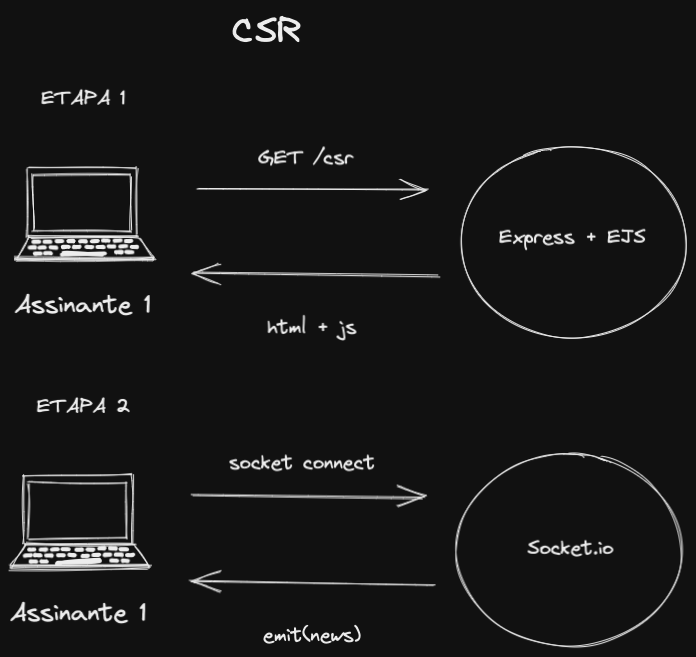 CSR
ETAPA 1
GET /csr
Express + EJS
Assinante 1
html + js
ETAPA 2
socket connect
Socket.io
Assinante 1
emit(news)